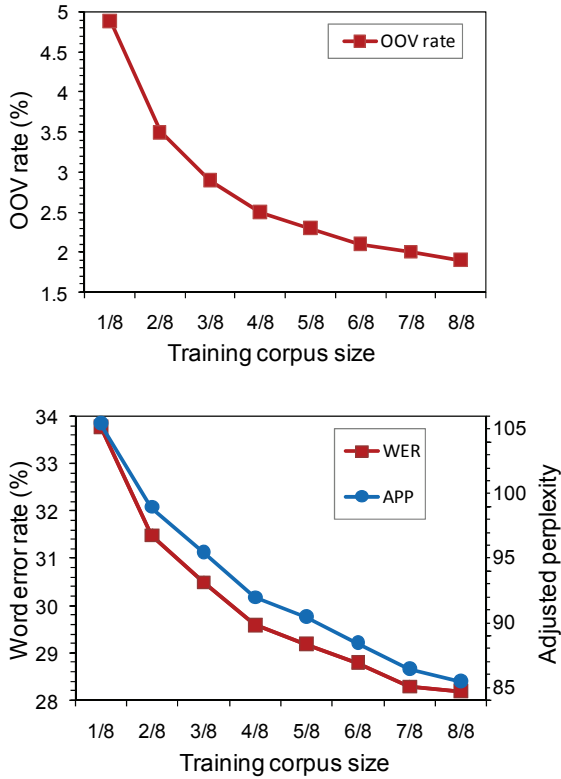 5
4.5
4
3.5
3
2.5
2
1.5
OOV rate (%)
OOV rate
1/8 2/8 3/8 4/8 5/8 6/8 7/8 8/8
Training corpus size
34
33
32
31
30
29
28
Word error rate (%)
WER
APP
105
100
95
90
85
Adjusted perplexity
1/8 2/8 3/8 4/8 5/8 6/8 7/8 8/8
Training corpus size